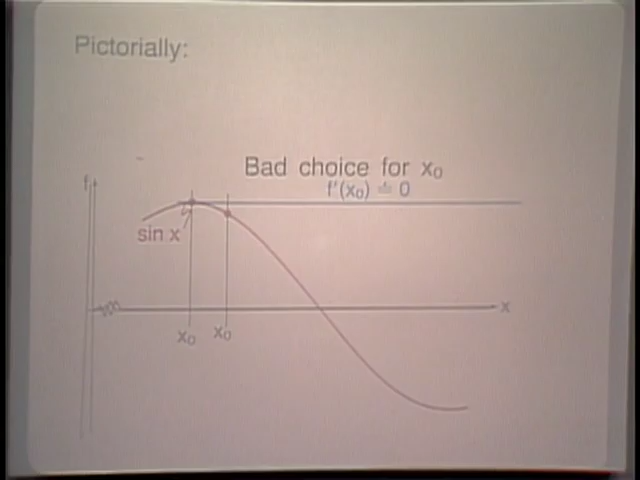 Pictorially:
Bad choice for x₀
f'(x₀) ≐ 0
f
sin x
x
x₀ x₀